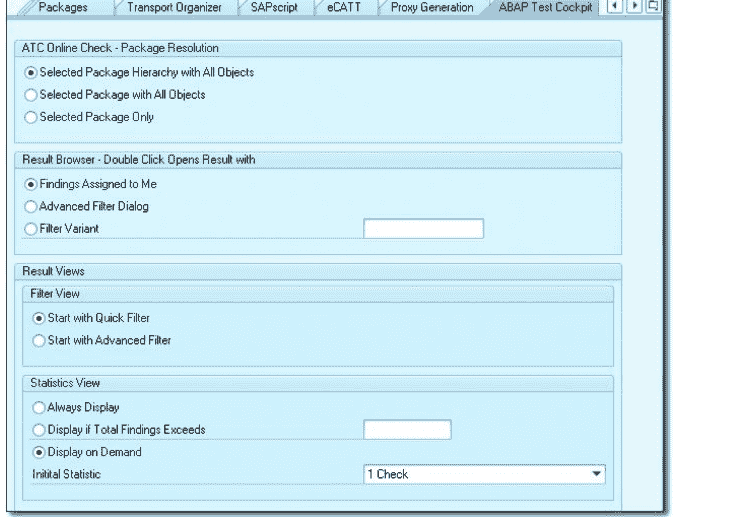 Packages Transport Organizer SAPscript eCATT Proxy Generation ABAP Test Cockpit
ATC Online Check - Package Resolution
Selected Package Hierarchy with All Objects
Selected Package with All Objects
Selected Package Only
Result Browser - Double Click Opens Result with
Findings Assigned to Me
Advanced Filter Dialog
Filter Variant
Result Views
Filter View
Start with Quick Filter
Start with Advanced Filter
Statistics View
Always Display
Display if Total Findings Exceeds
Display on Demand
Initital Statistic 1 Check